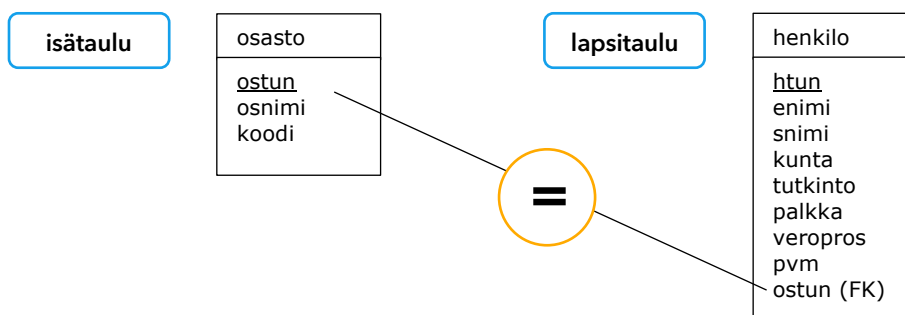 isätaulu
osasto
ostun
osnimi
koodi
=
lapsitaulu
henkilo
htun
enimi
snimi
kunta
tutkinto
palkka
veropros
pvm
ostun (FK)